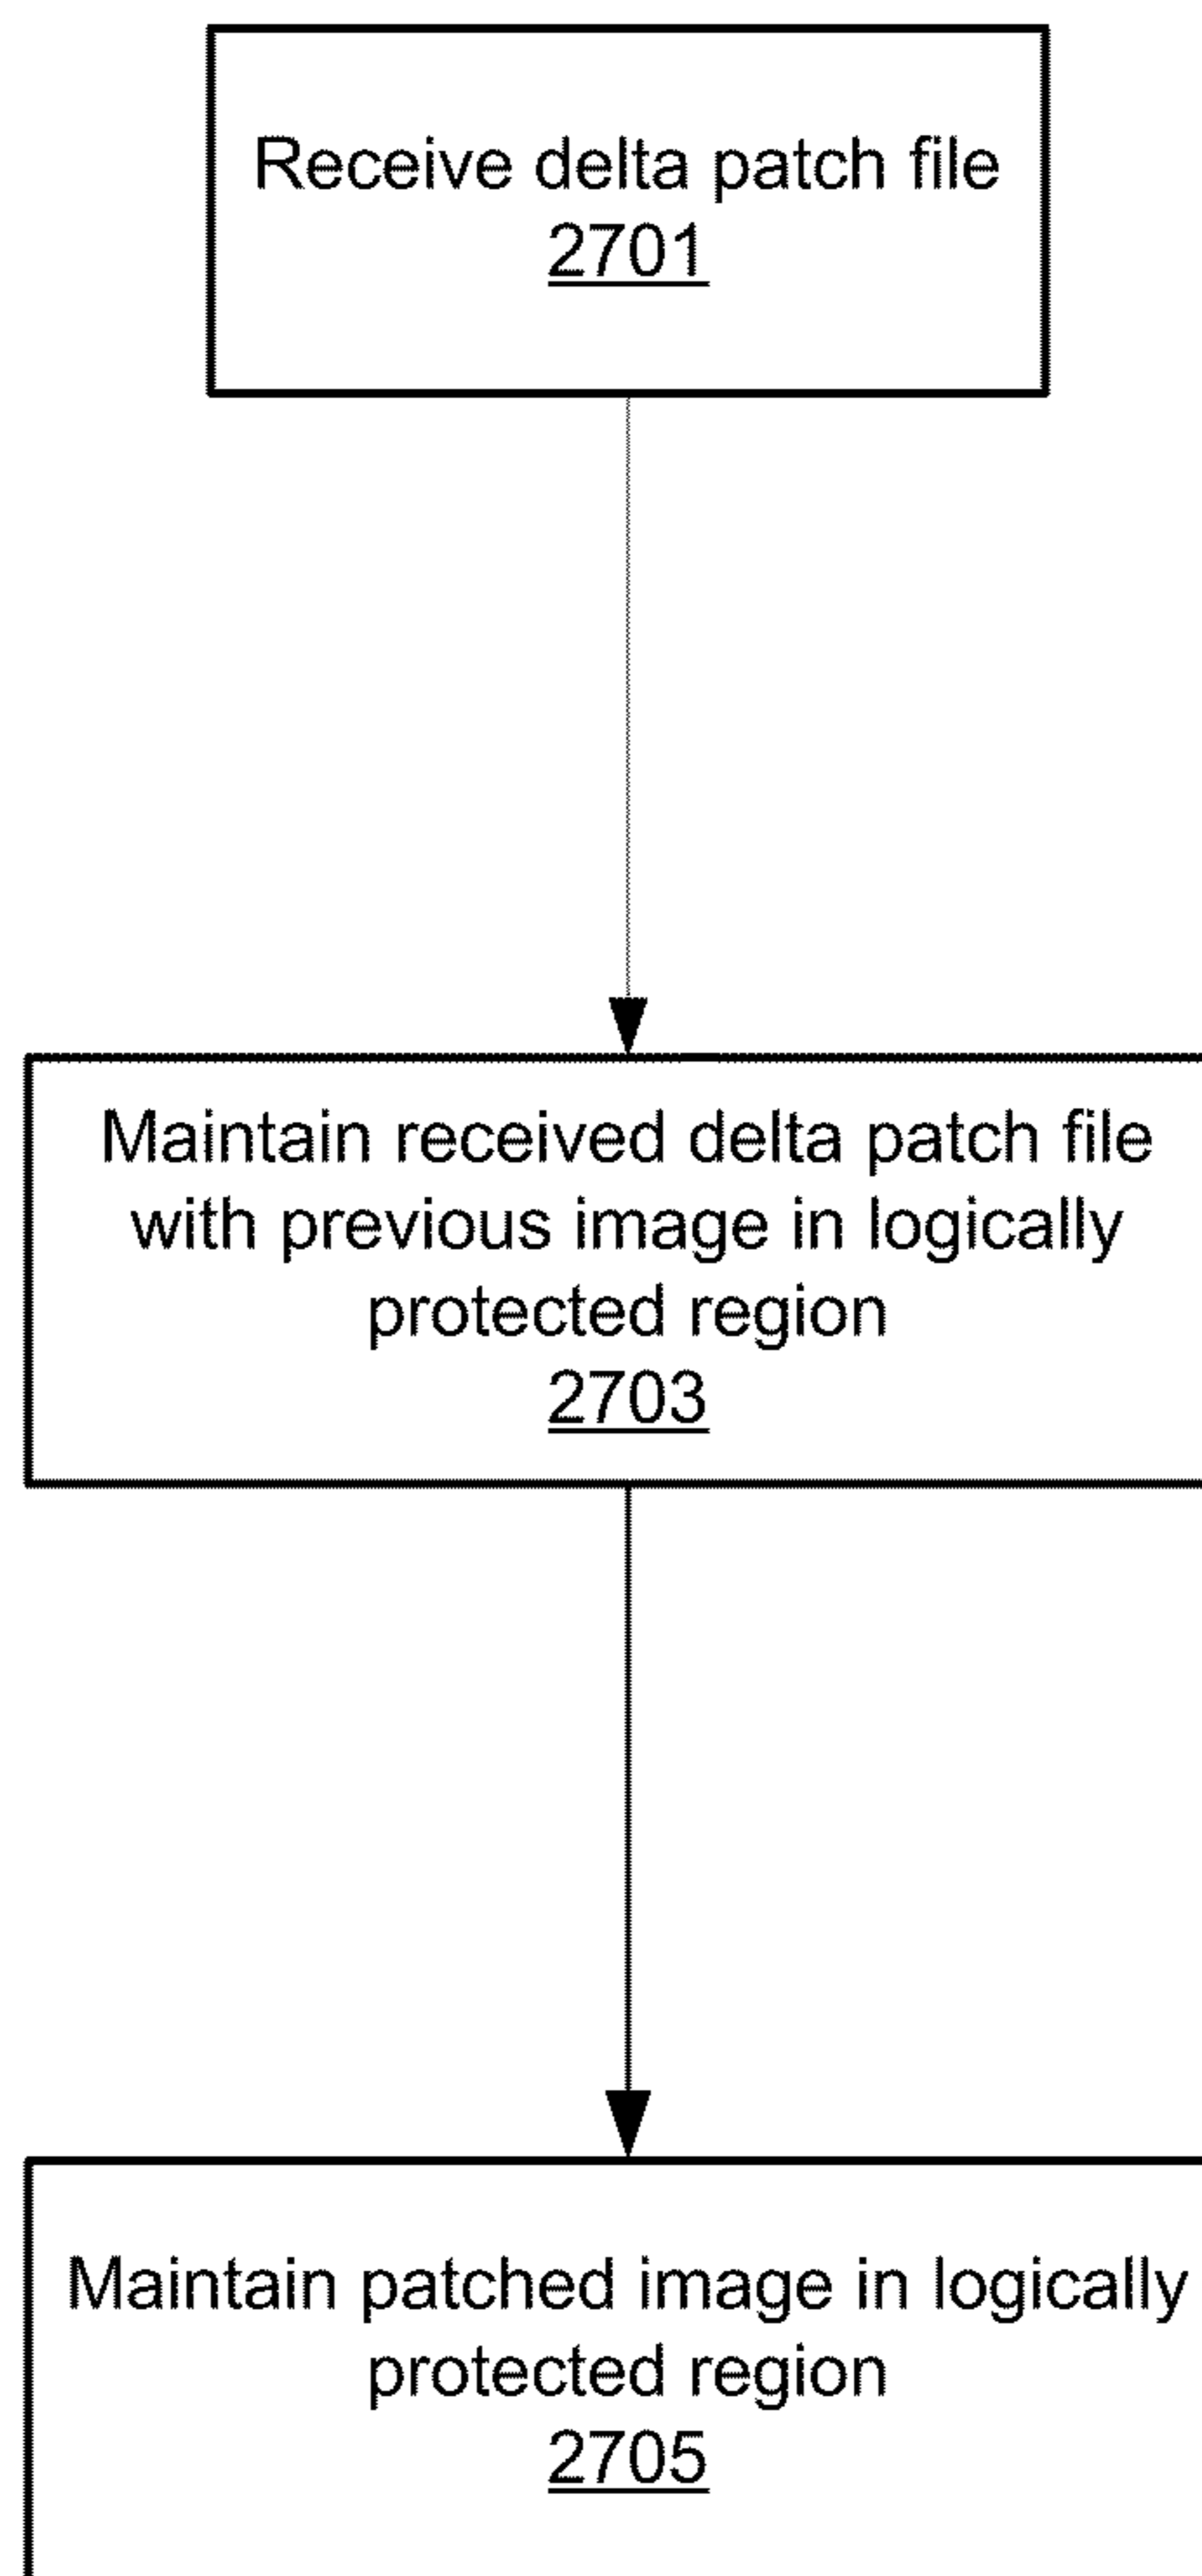 Receive delta patch file
2701
Maintain received delta patch file
with previous image in logically
protected region
2703
Maintain patched image in logically
protected region
2705